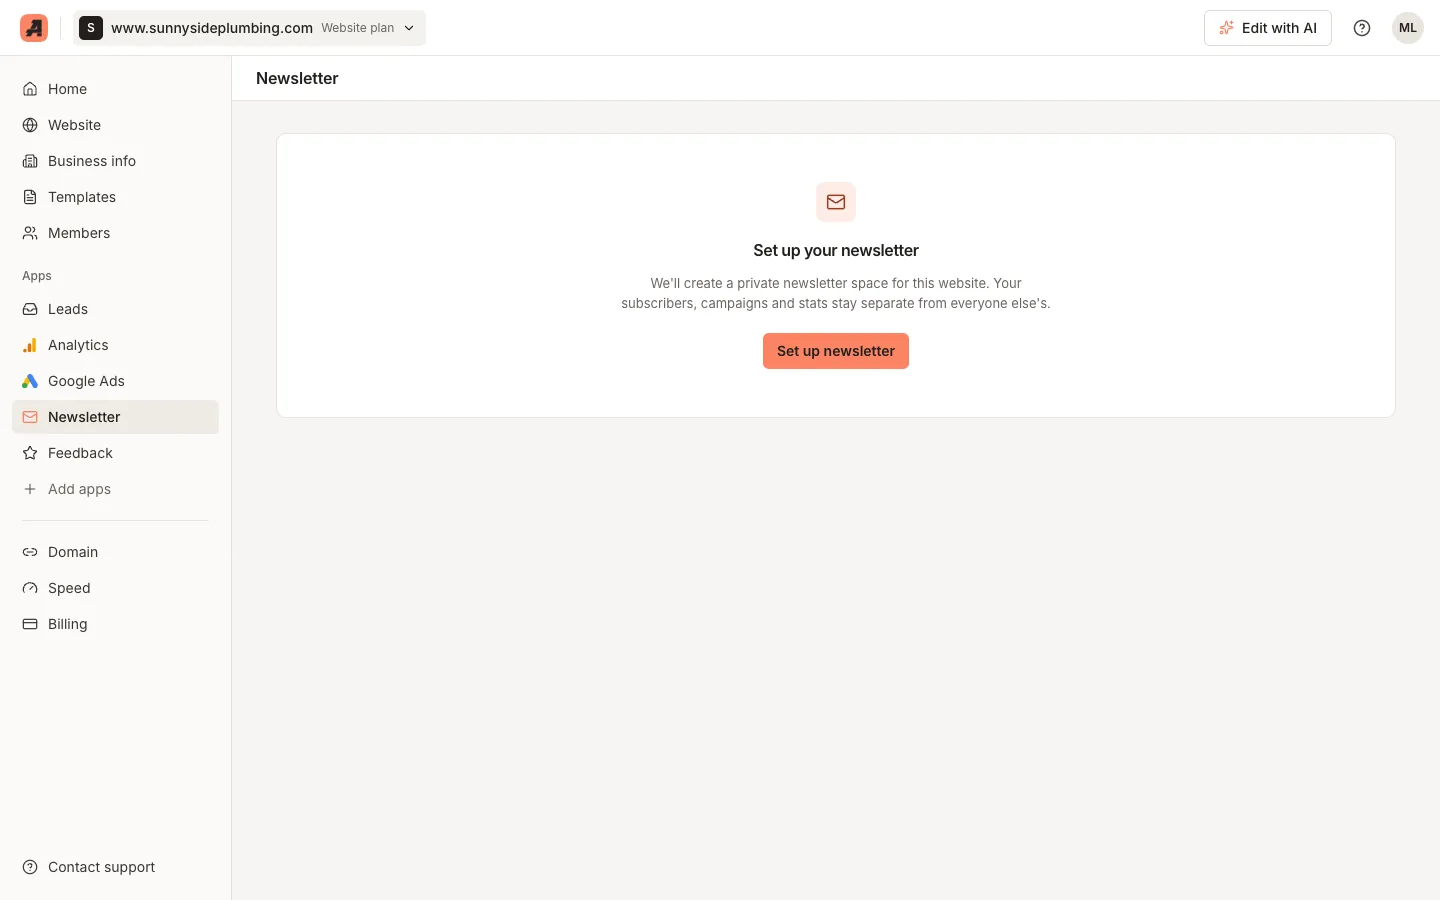 S www.sunnysideplumbing.com Website plan
Edit with AI
ML
Home
Website
Business info
Templates
Members
Apps
Leads
Analytics
Google Ads
Newsletter
Feedback
Add apps
Domain
Speed
Billing
Contact support
Newsletter
Set up your newsletter
We'll create a private newsletter space for this website. Your
subscribers, campaigns and stats stay separate from everyone else's.
Set up newsletter